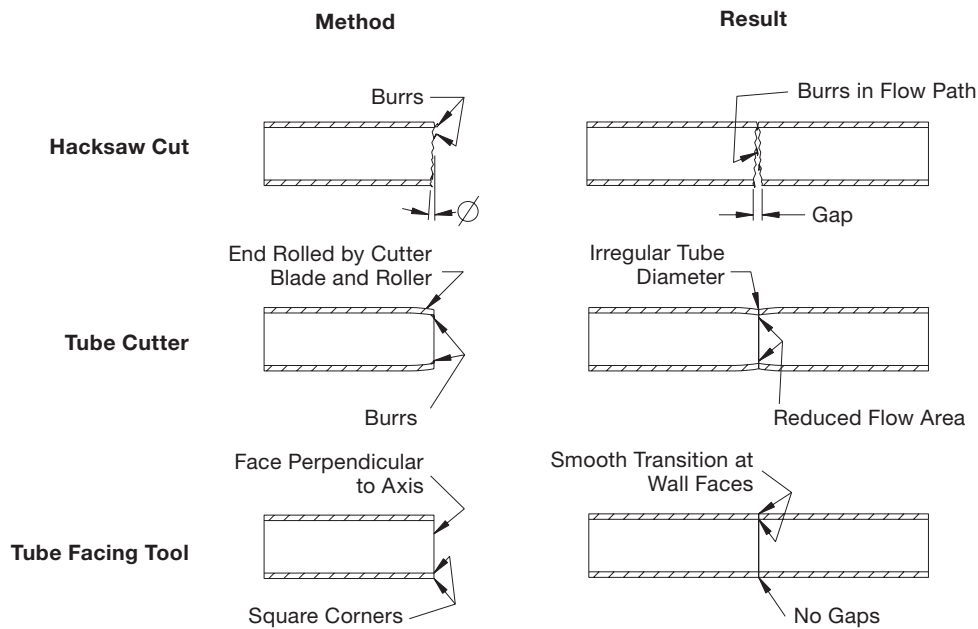 Method
Result
Burrs
Burrs in Flow Path
Hacksaw Cut
Gap
End Rolled by Cutter
Blade and Roller
Irregular Tube
Diameter
Tube Cutter
Burrs
Reduced Flow Area
Face Perpendicular
to Axis
Smooth Transition at
Wall Faces
Tube Facing Tool
Square Corners
No Gaps